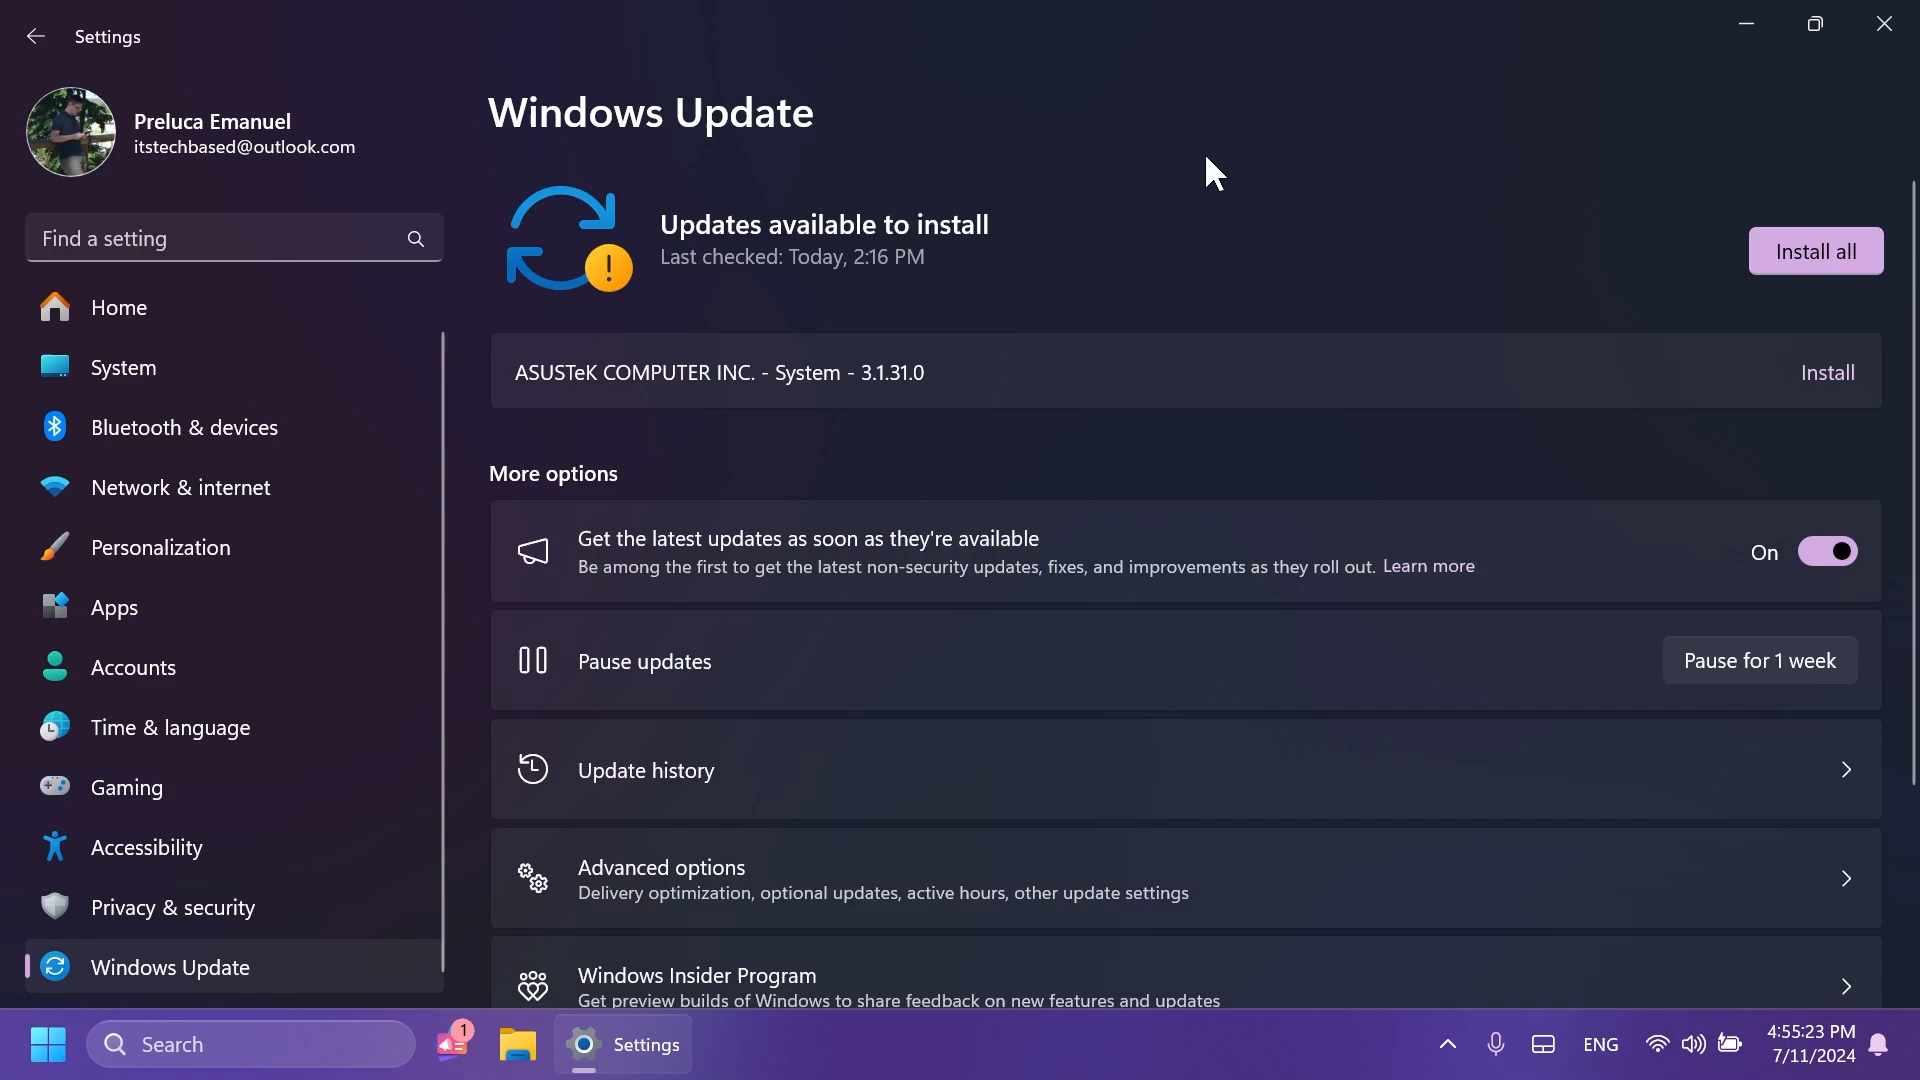 Settings
Preluca Emanuel
itstechbased@outlook.com
Find a setting
Home
System
Bluetooth & devices
Network & internet
Personalization
Apps
Accounts
Time & language
Gaming
Accessibility
Privacy & security
Windows Update
Windows Update
Updates available to install
Last checked: Today, 2:16 PM
Install all
ASUSTeK COMPUTER INC. - System - 3.1.31.0
Install
More options
Get the latest updates as soon as they're available
Be among the first to get the latest non-security updates, fixes, and improvements as they roll out. Learn more
On
Pause updates
Pause for 1 week
Update history
Advanced options
Delivery optimization, optional updates, active hours, other update settings
Windows Insider Program
Get preview builds of Windows to share feedback on new features and updates
Search
1
Settings
ENG
4:55:23 PM
7/11/2024